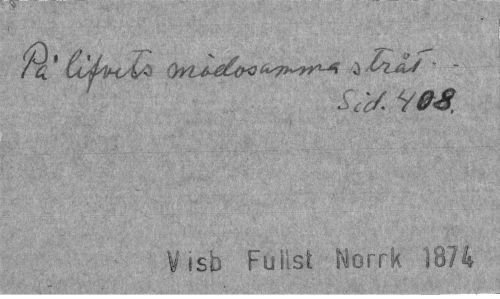 På lifvets mödosamma stråt. -
Sid. 408.
Visb Fullst Norrk 1874